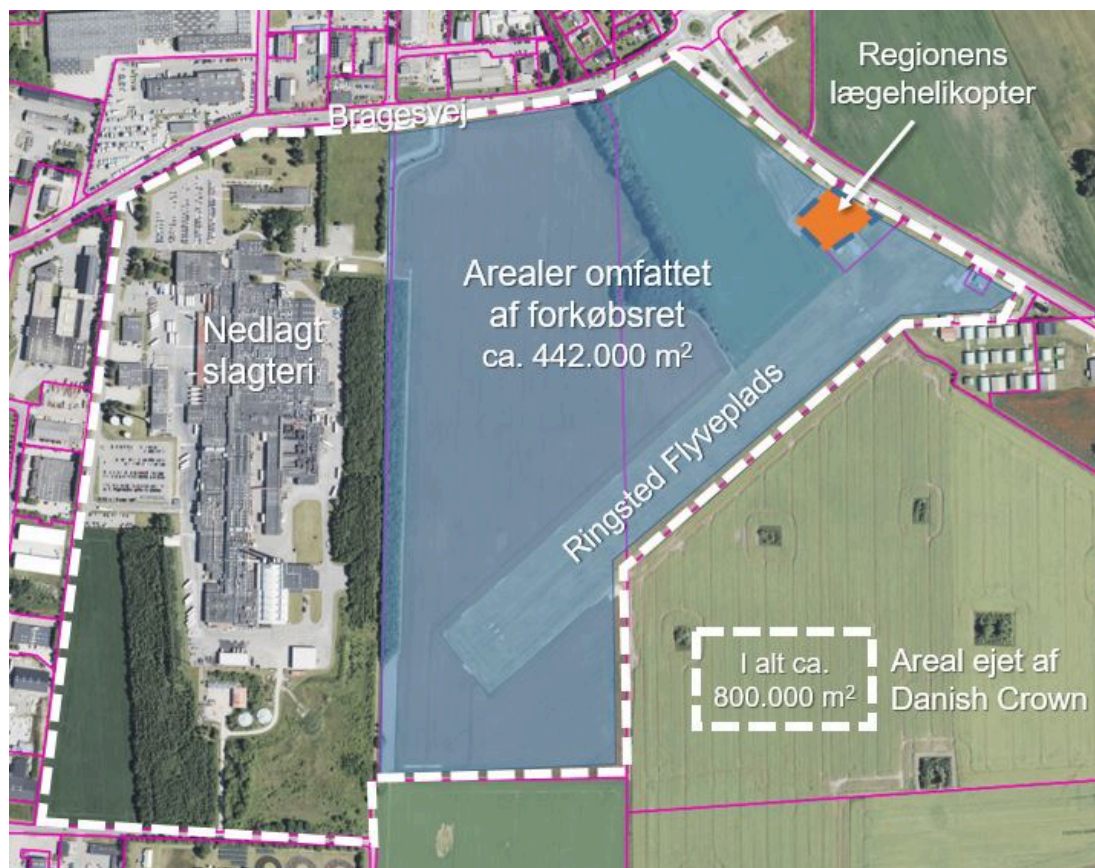 Regionens
lægehelikopter
Bragesvej
Arealer omfattet
af forkøbsret
ca. 442.000 m²
Nedlagt
slagteri
Ringsted Flyveplads
I alt ca.
800.000 m²
Areal ejet af
Danish Crown